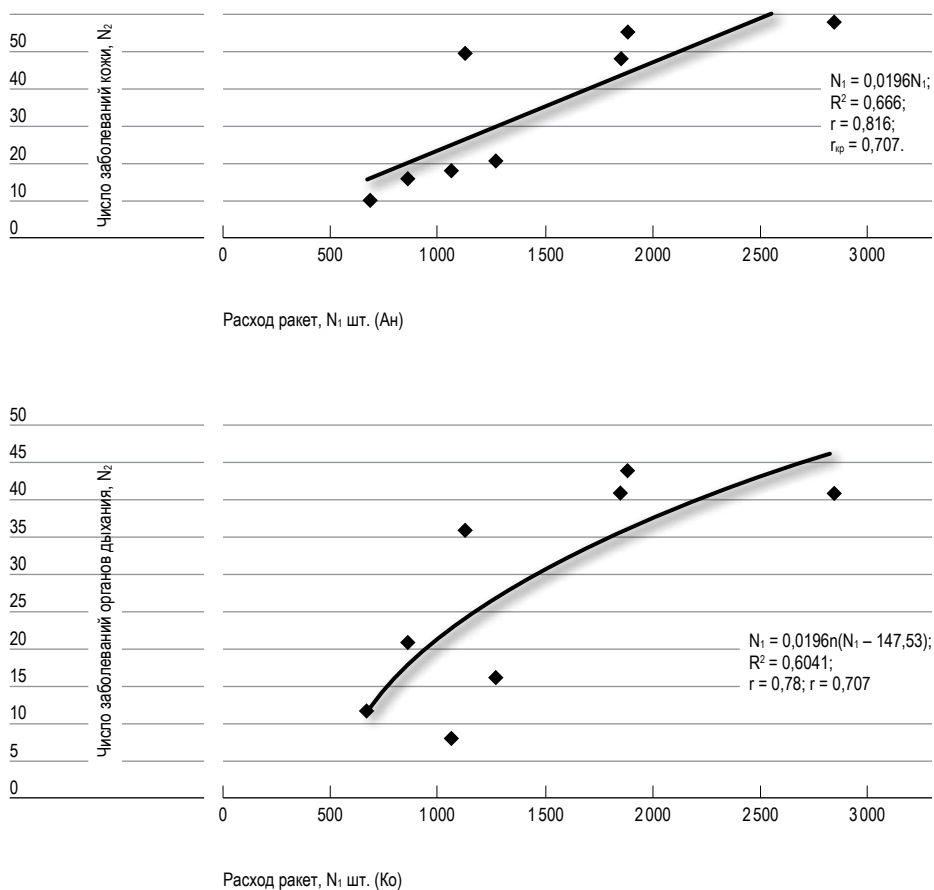 50
40
30
20
10
0
Число заболеваний кожи, N₂
N₁ = 0,0196N₁;
R² = 0,666;
r = 0,816;
rкр = 0,707.
0 500 1000 1500 2000 2500 3000
Расход ракет, N₁ шт. (Ан)
50
45
40
35
30
25
20
15
10
5
0
Число заболеваний органов дыхания, N₂
N₁ = 0,0196n(N₁ – 147,53);
R² = 0,6041;
r = 0,78; r = 0,707
0 500 1000 1500 2000 2500 3000
Расход ракет, N₁ шт. (Ко)